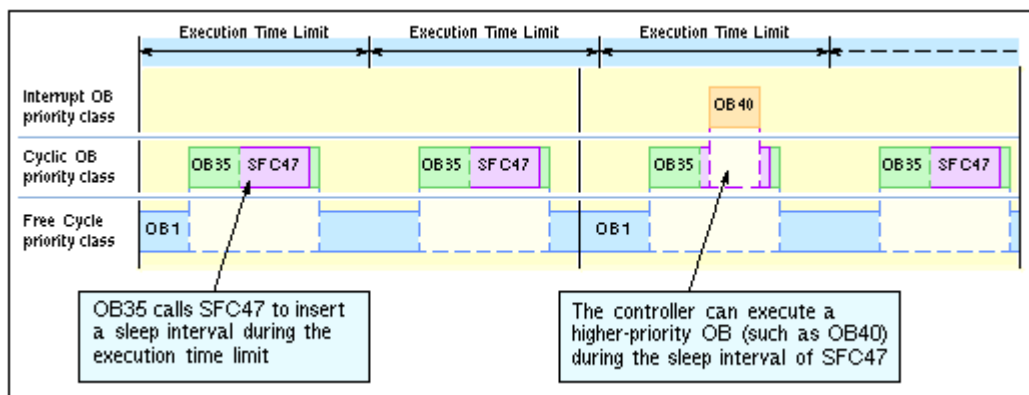 Execution Time Limit Execution Time Limit Execution Time Limit
Interrupt OB
priority class
OB40
Cyclic OB
priority class
OB35 SFC47 OB35 SFC47 OB35 OB35 SFC47
Free Cycle
priority class
OB1 OB1
OB35 calls SFC47 to insert
a sleep interval during the
execution time limit
The controller can execute a
higher-priority OB (such as OB40)
during the sleep interval of SFC47